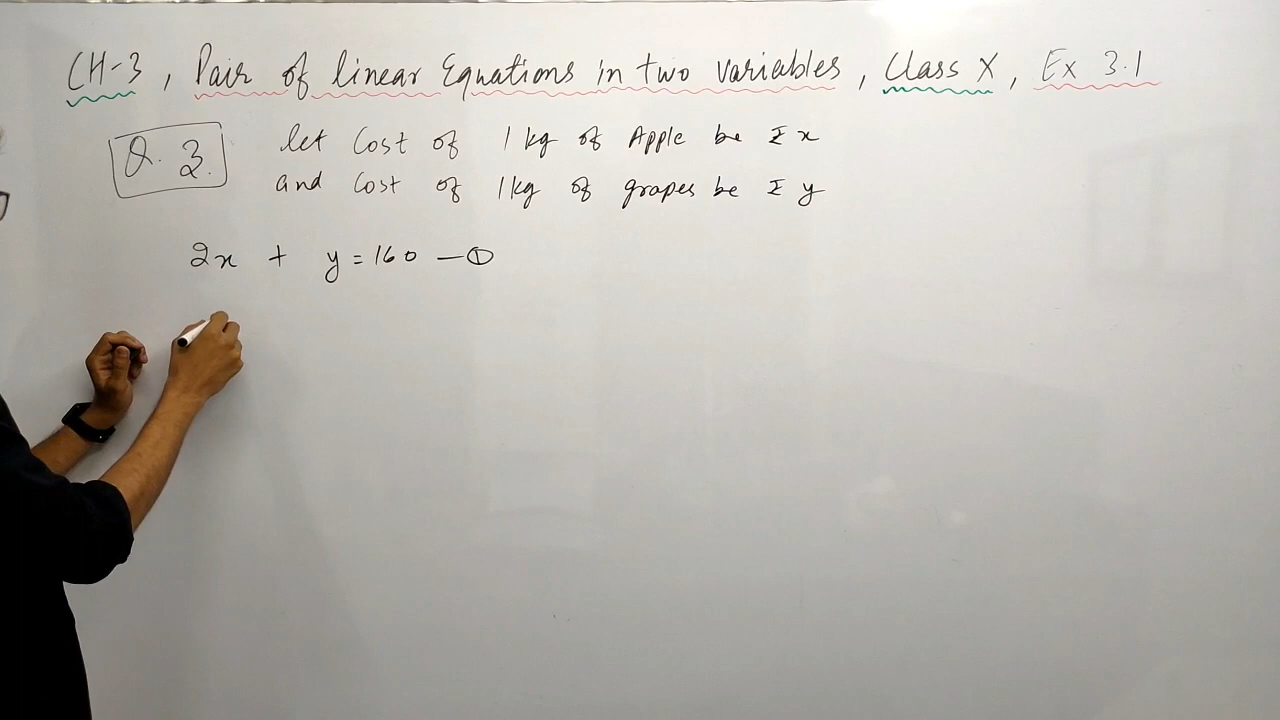 CH-3, Pair of linear Equations in two variables, Class X, Ex 3.1
Q. 3. let Cost of 1 kg of Apple be ₹ x
and Cost of 1kg of grapes be ₹ y
2x + y = 160 — ①